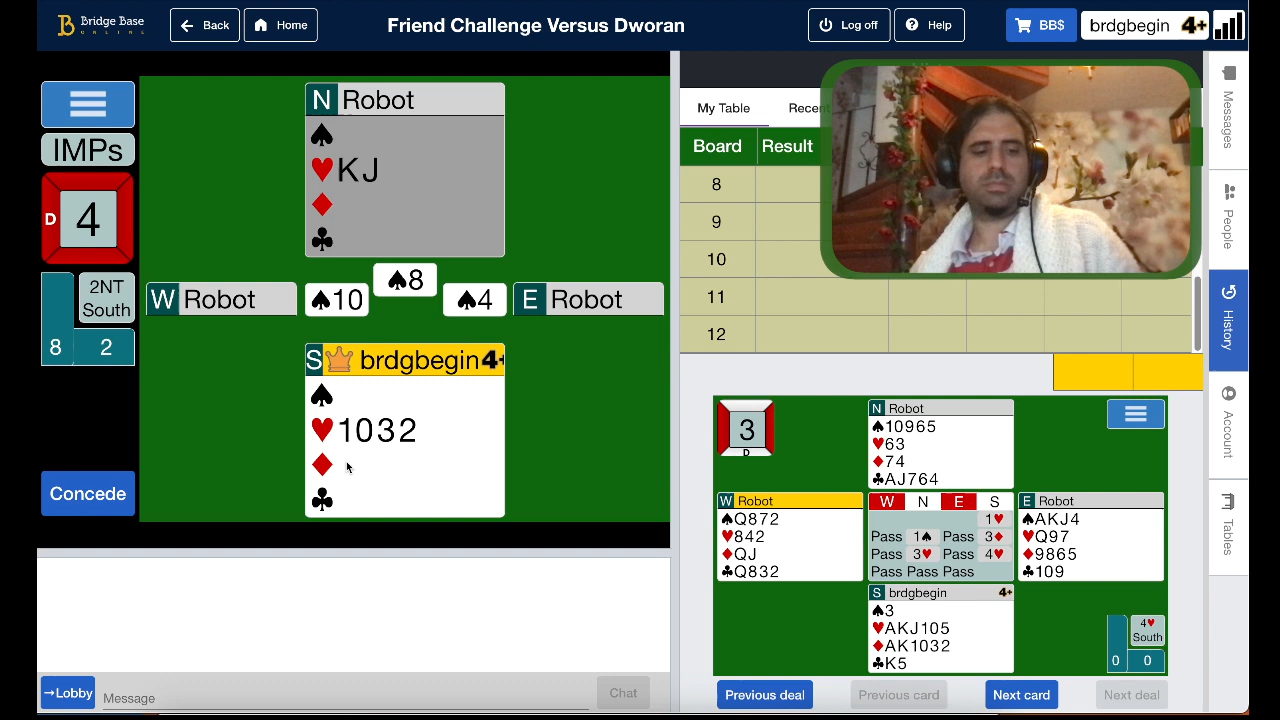 Bridge Base
ONLINE
Back
Home
Friend Challenge Versus Dworan
Log off
Help
BB$
brdgbegin 4+
IMPs
D 4
2NT
South
8 2
Concede
N Robot
♠
♥KJ
♦
♣
W Robot
♠10
♠8
♠4
E Robot
S brdgbegin 4+
♠
♥1032
♦
♣
→Lobby
Message
Chat
My Table
Board Result
8
9
10
11
12
3
D
N Robot
♠10965
♥63
♦74
♣AJ764
W Robot
♠Q872
♥842
♦QJ
♣Q832
W N E S
1♥
Pass 1♠ Pass 3♦
Pass 3♥ Pass 4♥
Pass Pass Pass
E Robot
♠AKJ4
♥Q97
♦9865
♣109
S brdgbegin 4+
♠3
♥AKJ105
♦AK1032
♣K5
4♥
South
0 0
Previous deal
Previous card
Next card
Next deal
Messages
People
History
Account
Tables